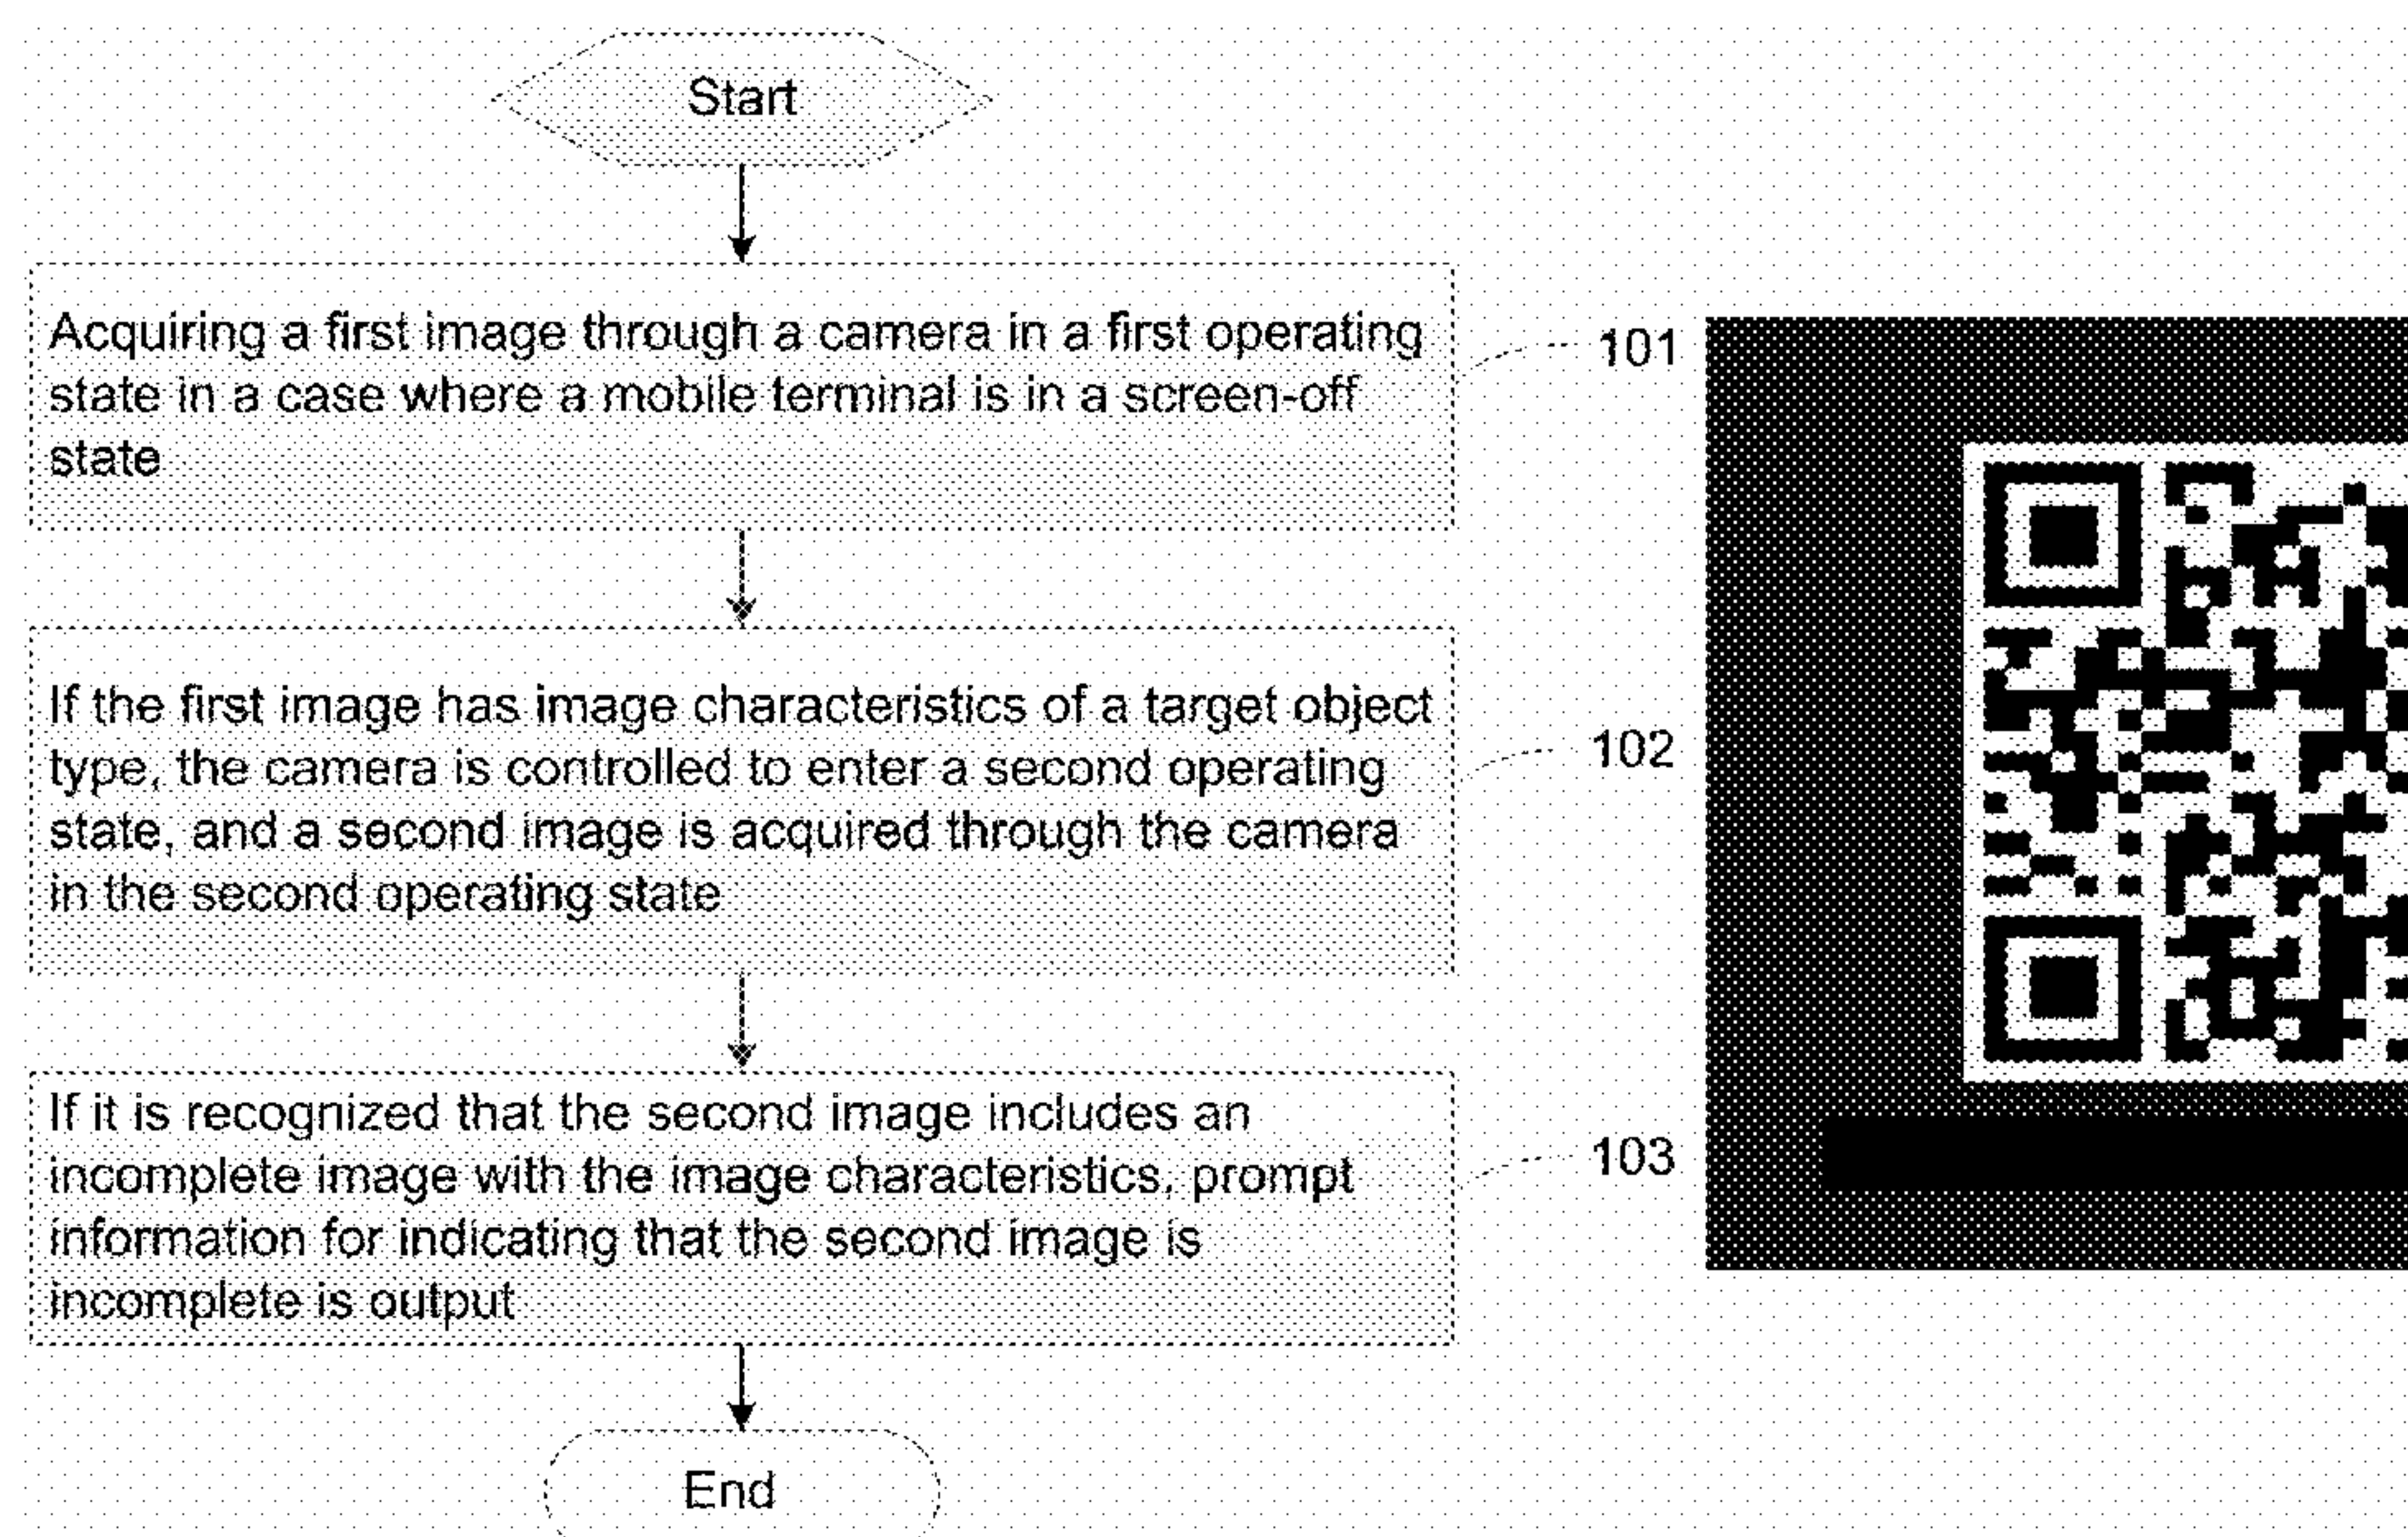 Start
Acquiring a first image through a camera in a first operating
state in a case where a mobile terminal is in a screen-off
state
101
If the first image has image characteristics of a target object
type, the camera is controlled to enter a second operating
state, and a second image is acquired through the camera
in the second operating state
102
If it is recognized that the second image includes an
incomplete image with the image characteristics, prompt
information for indicating that the second image is
incomplete is output
103
End